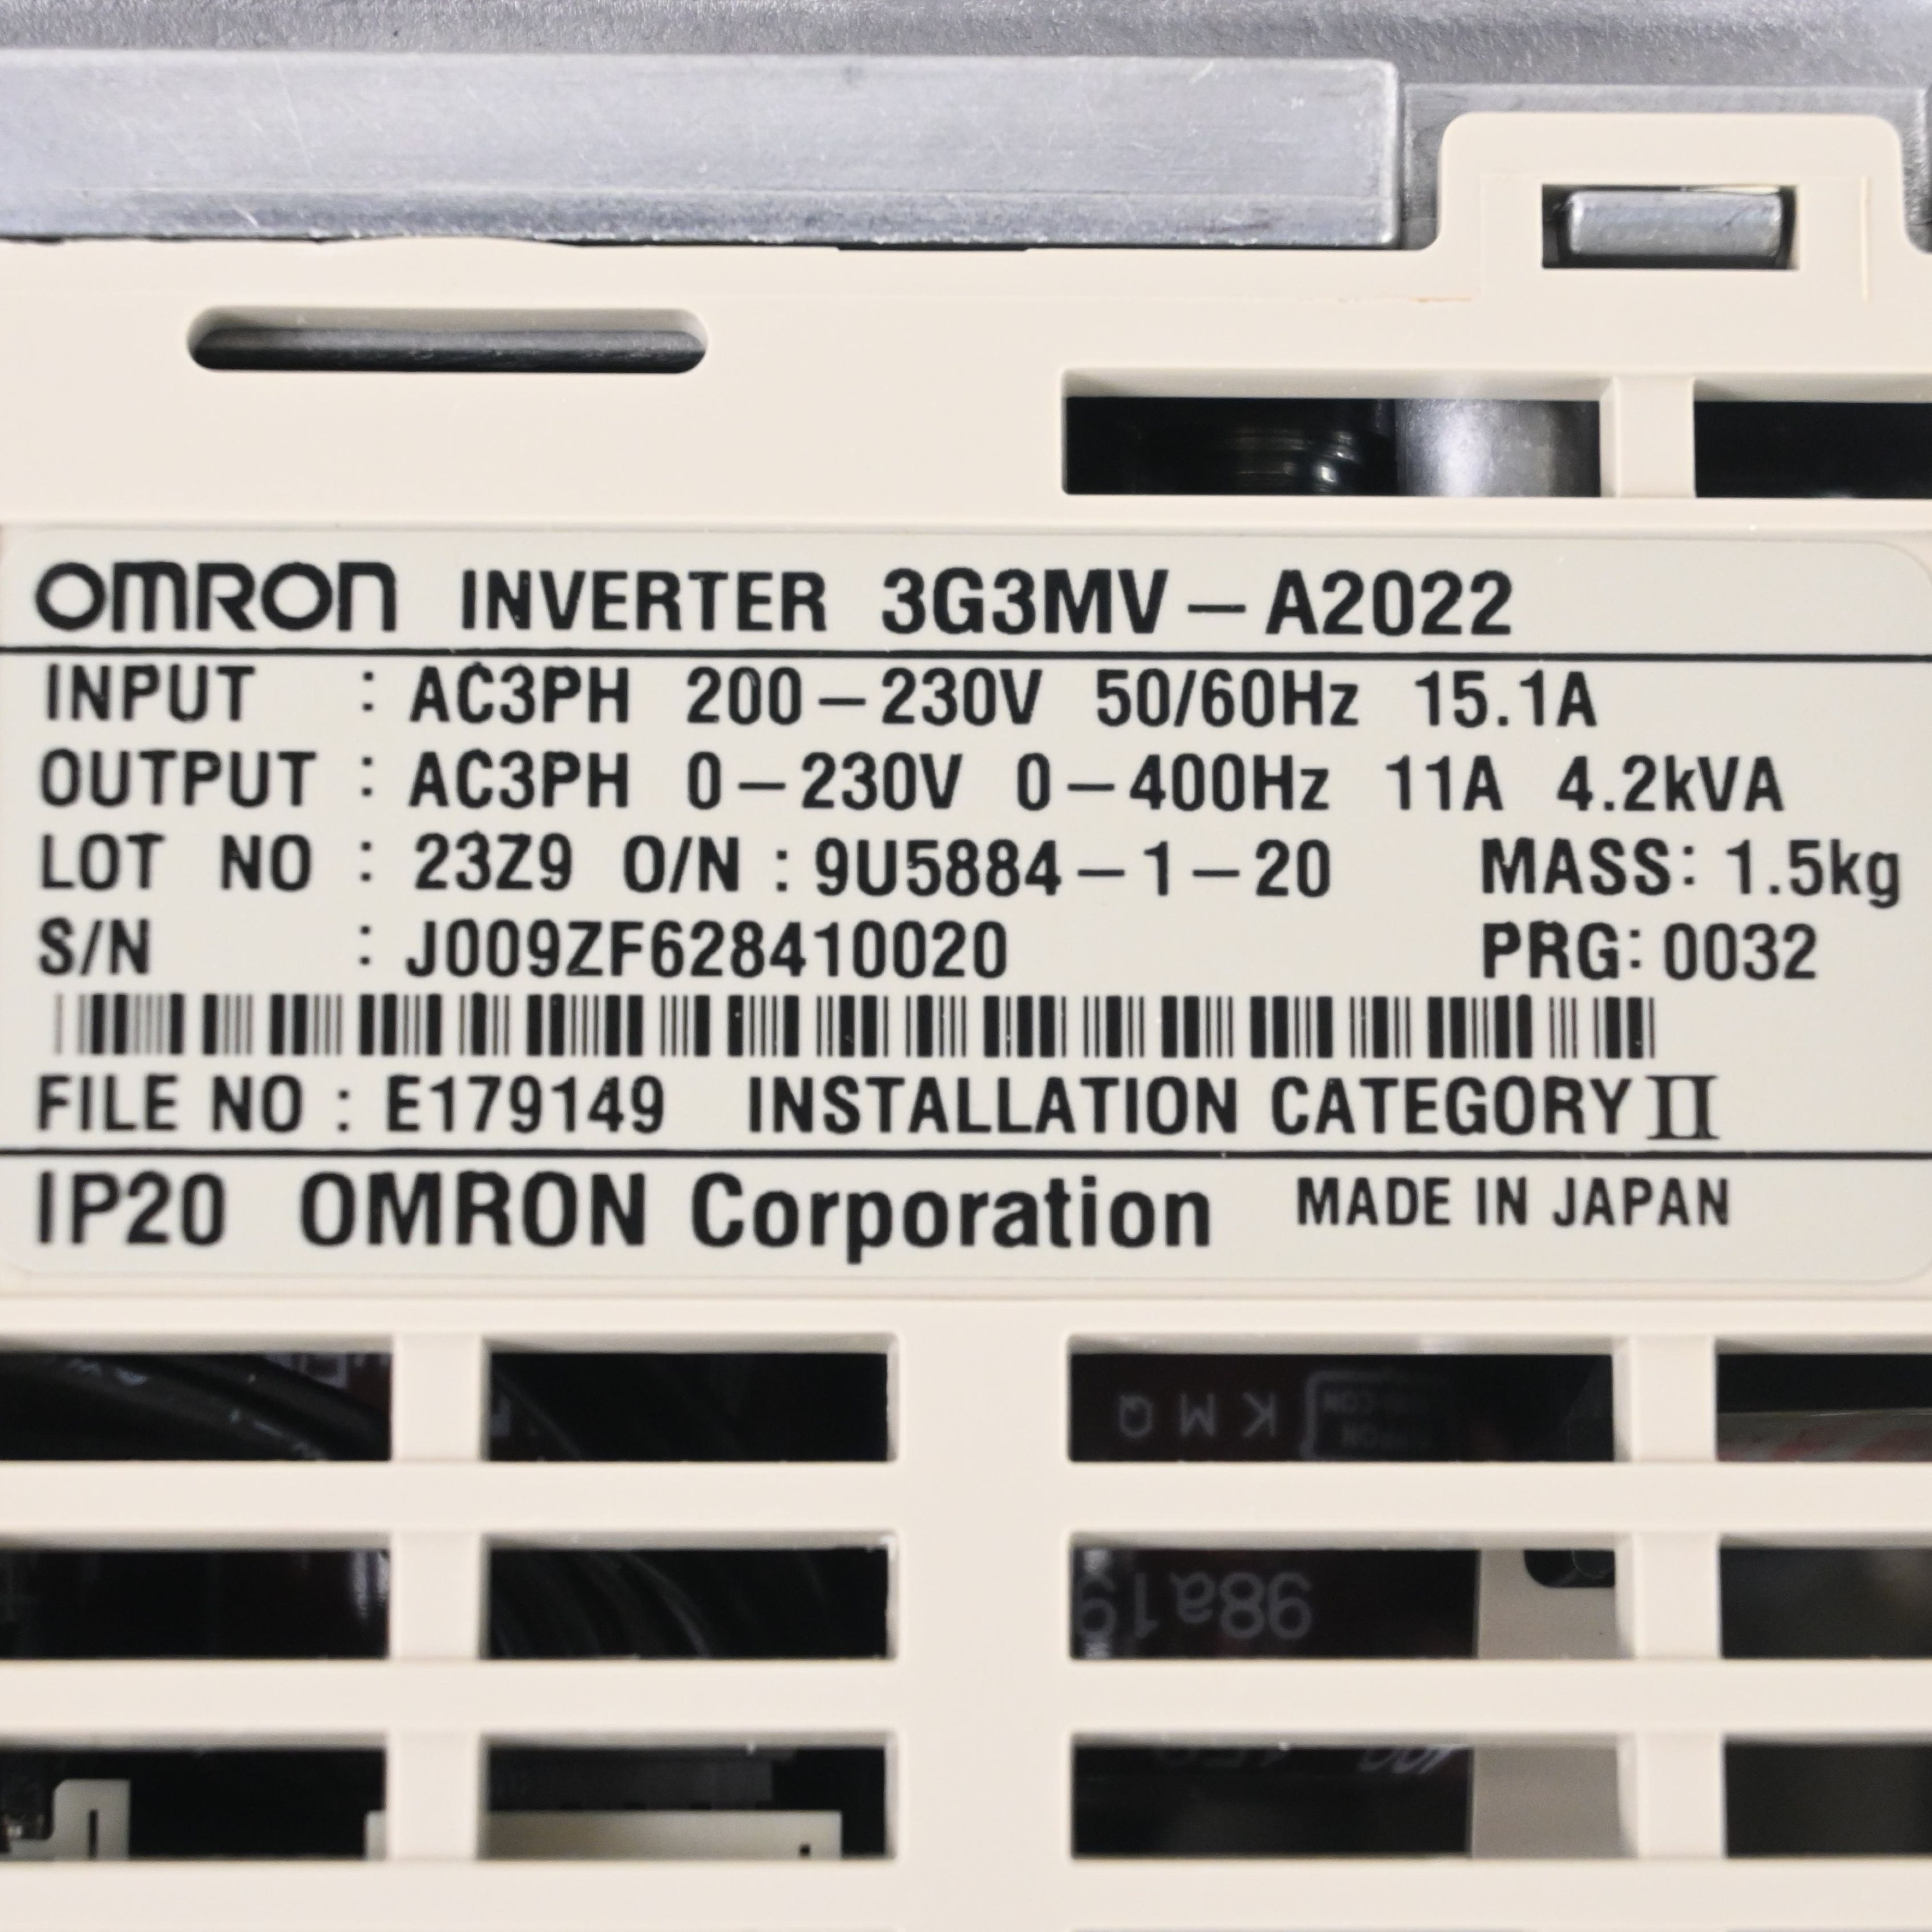 OMRON INVERTER 3G3MV-A2022
INPUT : AC3PH 200-230V 50/60Hz 15.1A
OUTPUT : AC3PH 0-230V 0-400Hz 11A 4.2kVA
LOT NO : 23Z9 O/N : 9U5884-1-20 MASS: 1.5kg
S/N : J009ZF628410020 PRG: 0032
FILE NO : E179149 INSTALLATION CATEGORY II
IP20 OMRON Corporation MADE IN JAPAN
K M Q
98a19